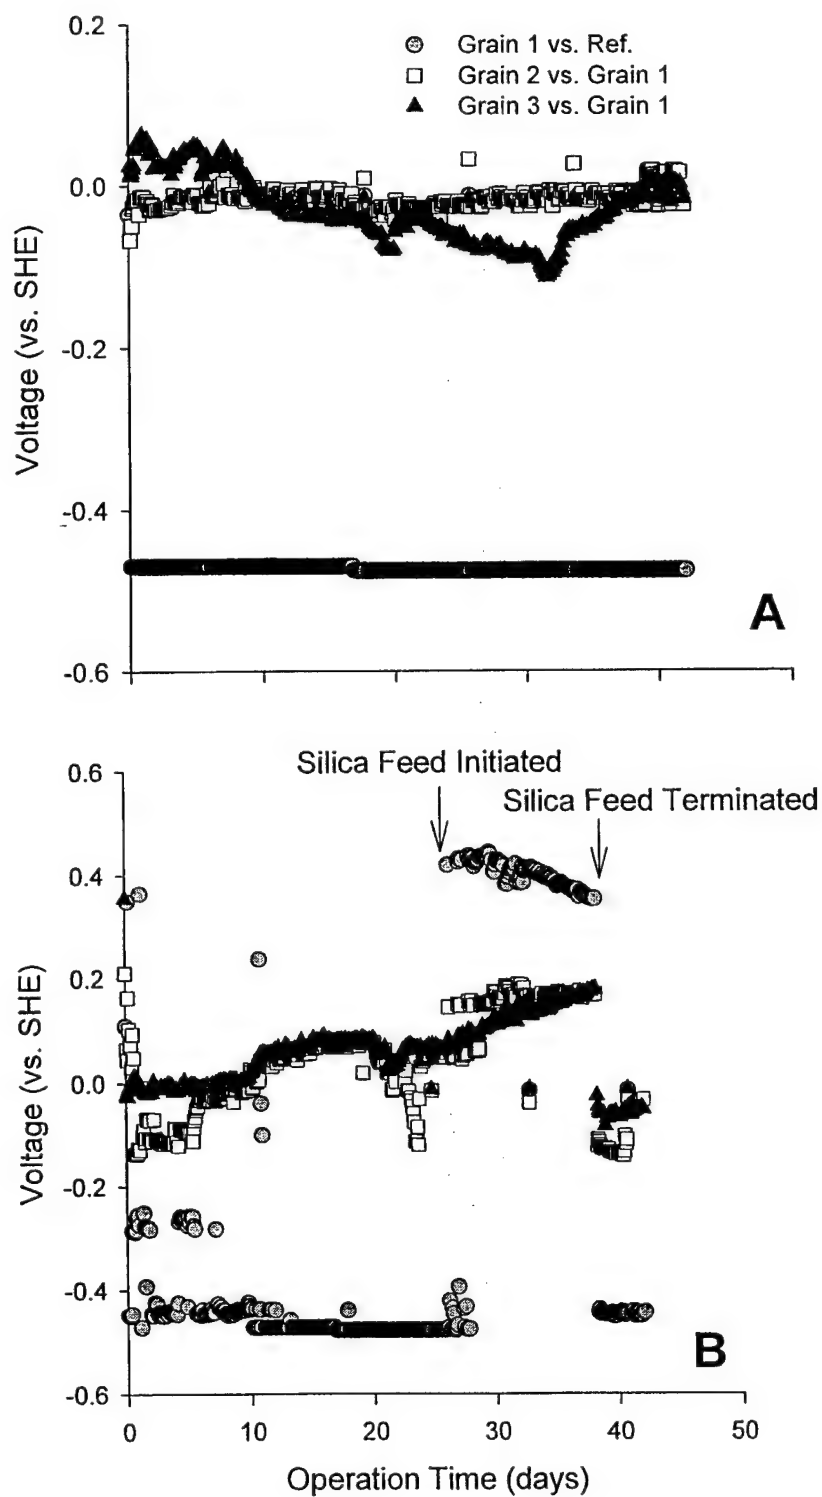 0.2
Grain 1 vs. Ref.
Grain 2 vs. Grain 1
Grain 3 vs. Grain 1
0.0
-0.2
-0.4
-0.6
Voltage (vs. SHE)
A
Silica Feed Initiated
Silica Feed Terminated
0.6
0.4
0.2
0.0
-0.2
-0.4
-0.6
Voltage (vs. SHE)
B
0 10 20 30 40 50
Operation Time (days)